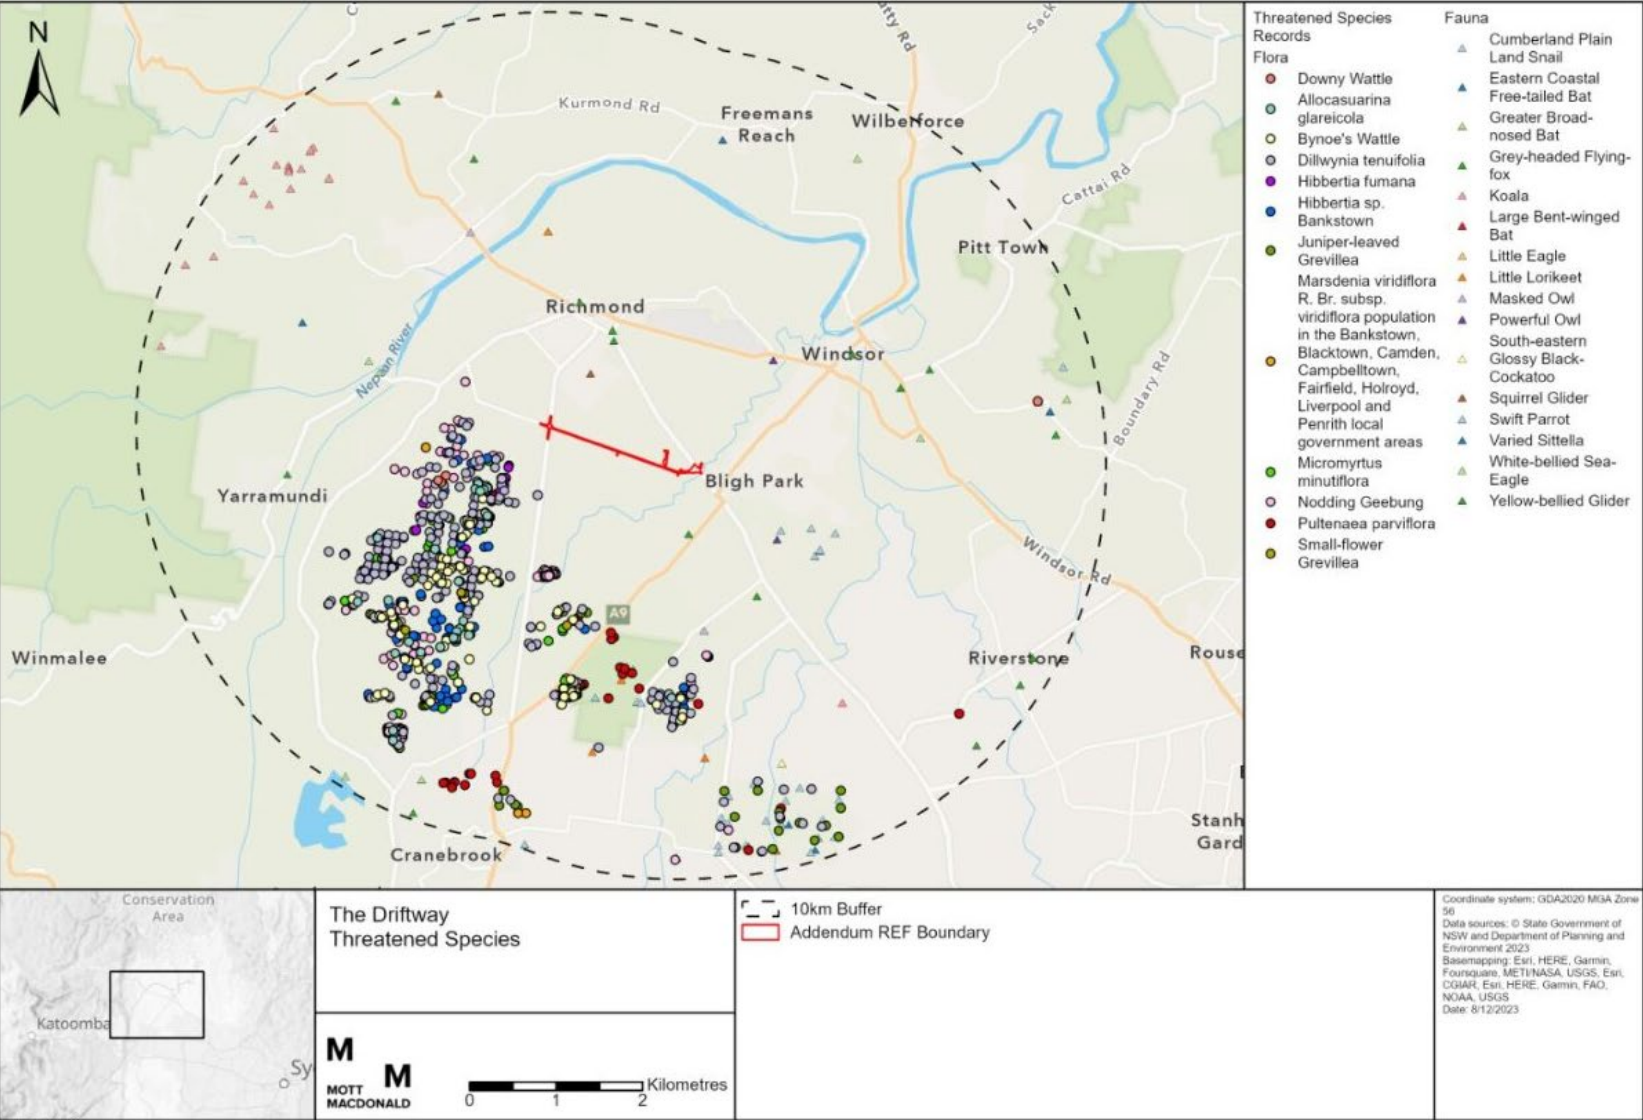 N
Kurmond Rd
Freemans
Reach
Wilberforce
Cattai Rd
Pitt Town
Richmond
Nepean River
Windsor
Boundary Rd
Yarramundi
Bligh Park
Windsor Rd
A9
Winmalee
Riverstone
Rouse
Stanh
Gard
Cranebrook
Threatened Species
Records
Flora
Downy Wattle
Allocasuarina
glareicola
Bynoe's Wattle
Dillwynia tenuifolia
Hibbertia fumana
Hibbertia sp.
Bankstown
Juniper-leaved
Grevillea
Marsdenia viridiflora
R. Br. subsp.
viridiflora population
in the Bankstown,
Blacktown, Camden,
Campbelltown,
Fairfield, Holroyd,
Liverpool and
Penrith local
government areas
Micromyrtus
minutiflora
Nodding Geebung
Pultenaea parviflora
Small-flower
Grevillea
Fauna
Cumberland Plain
Land Snail
Eastern Coastal
Free-tailed Bat
Greater Broad-
nosed Bat
Grey-headed Flying-
fox
Koala
Large Bent-winged
Bat
Little Eagle
Little Lorikeet
Masked Owl
Powerful Owl
South-eastern
Glossy Black-
Cockatoo
Squirrel Glider
Swift Parrot
Varied Sittella
White-bellied Sea-
Eagle
Yellow-bellied Glider
Conservation
Area
Katoomba
Sy
The Driftway
Threatened Species
M
M
MOTT
MACDONALD
Kilometres
0 1 2
10km Buffer
Addendum REF Boundary
Coordinate system: GDA2020 MGA Zone
56
Data sources: © State Government of
NSW and Department of Planning and
Environment 2023
Basemapping: Esri, HERE, Garmin,
Foursquare, METI/NASA, USGS, Esri,
CGIAR, Esri, HERE, Garmin, FAO,
NOAA, USGS
Date: 8/12/2023